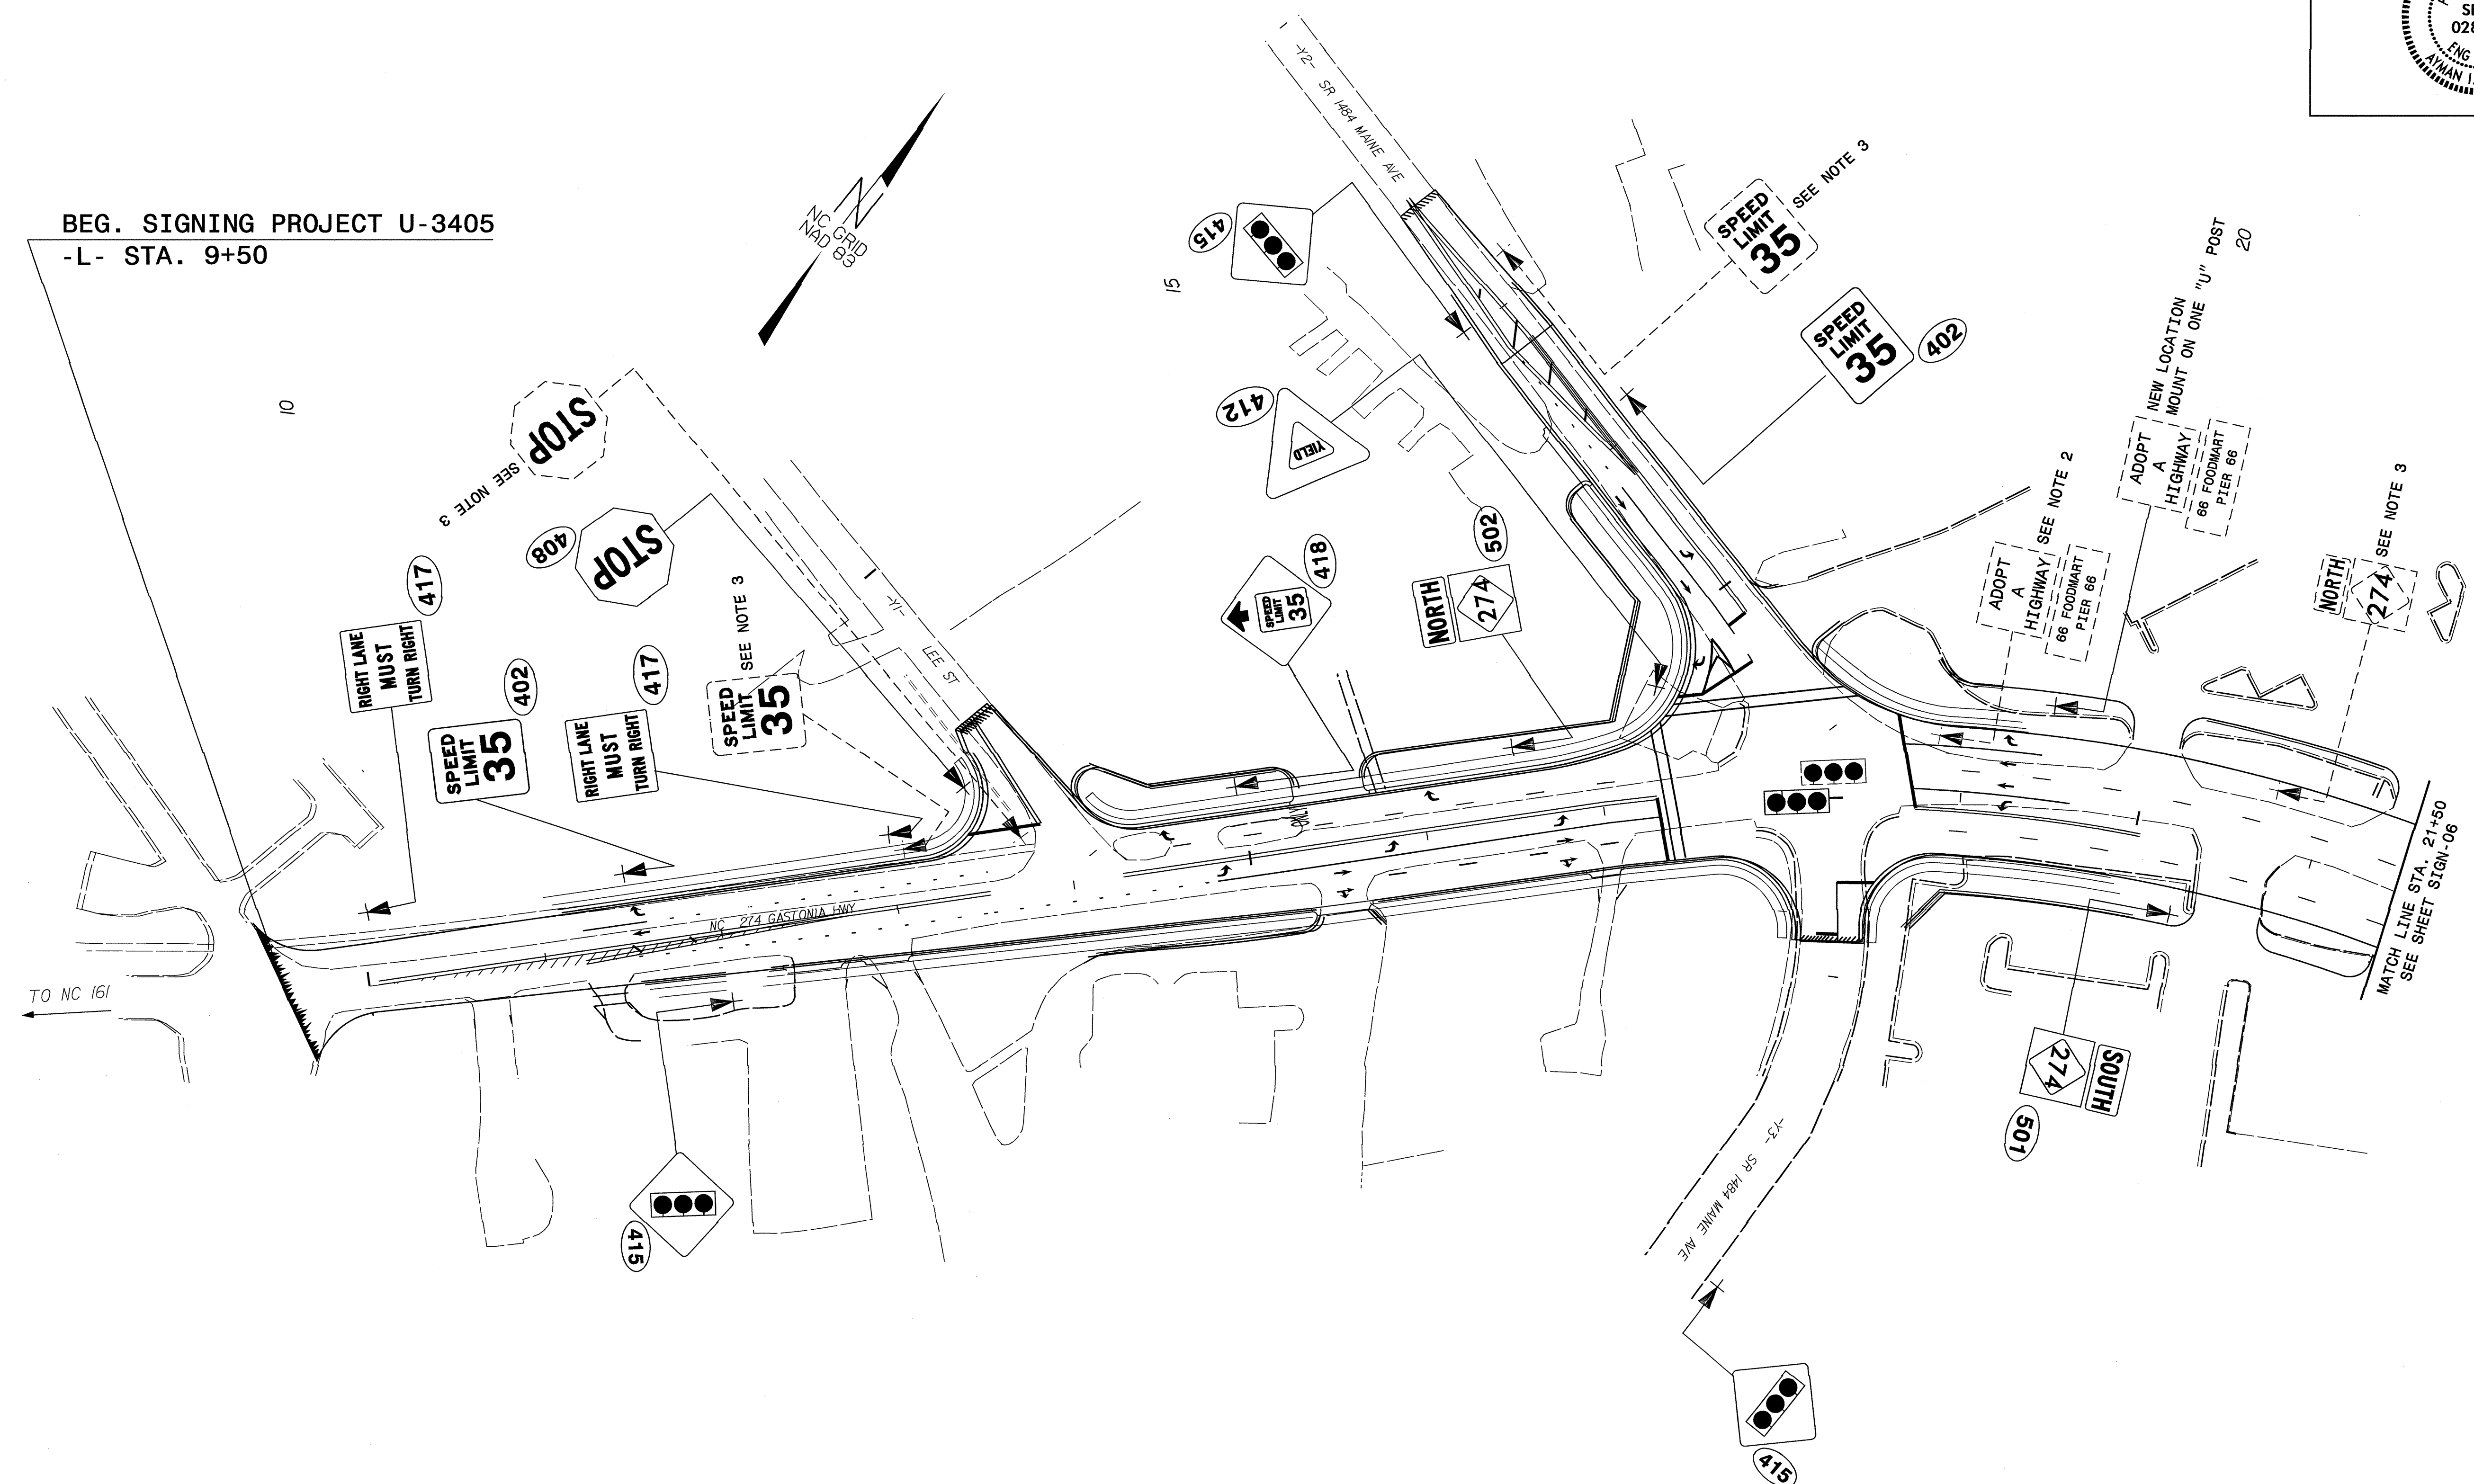 BEG. SIGNING PROJECT U-3405
-L- STA. 9+50
NC GRID
NAD 83
10
15
20
-Y2- SR 1484 MAINE AVE
415
SPEED
LIMIT
35
SEE NOTE 3
SPEED
LIMIT
35
402
412
YIELD
STOP
SEE NOTE 3
STOP
408
417
RIGHT LANE
MUST
TURN RIGHT
402
SPEED
LIMIT
35
417
RIGHT LANE
MUST
TURN RIGHT
SPEED
LIMIT
35
SEE NOTE 3
-Y1- LEE ST
418
SPEED
LIMIT
35
502
NORTH
274
ADOPT
A
HIGHWAY
66 FOODMART
PIER 66
SEE NOTE 2
ADOPT
A
HIGHWAY
66 FOODMART
PIER 66
NEW LOCATION
MOUNT ON ONE "U" POST
NORTH
274
SEE NOTE 3
NC 274 GASTONIA HWY
TO NC 161
MATCH LINE STA. 21+50
SEE SHEET SIGN-06
SOUTH
274
501
415
-Y3- SR 1484 MAINE AVE
415
AYMAN
ENG